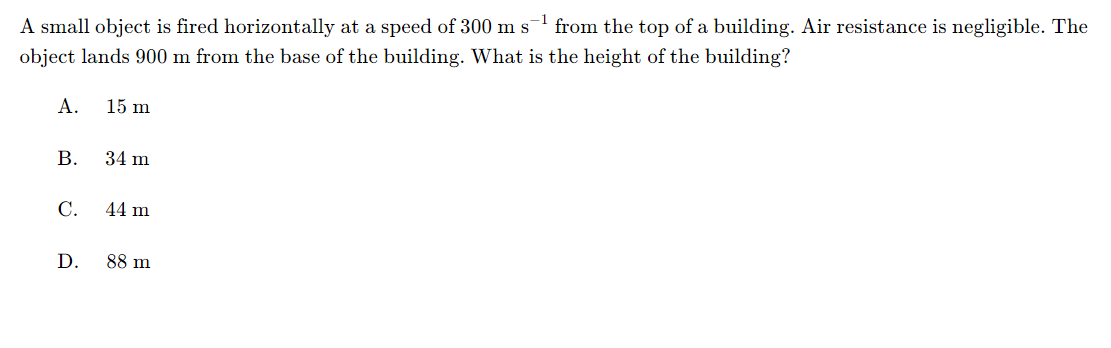 A small object is fired horizontally at a speed of 300 m s⁻¹ from the top of a building. Air resistance is negligible. The
object lands 900 m from the base of the building. What is the height of the building?
A. 15 m
B. 34 m
C. 44 m
D. 88 m